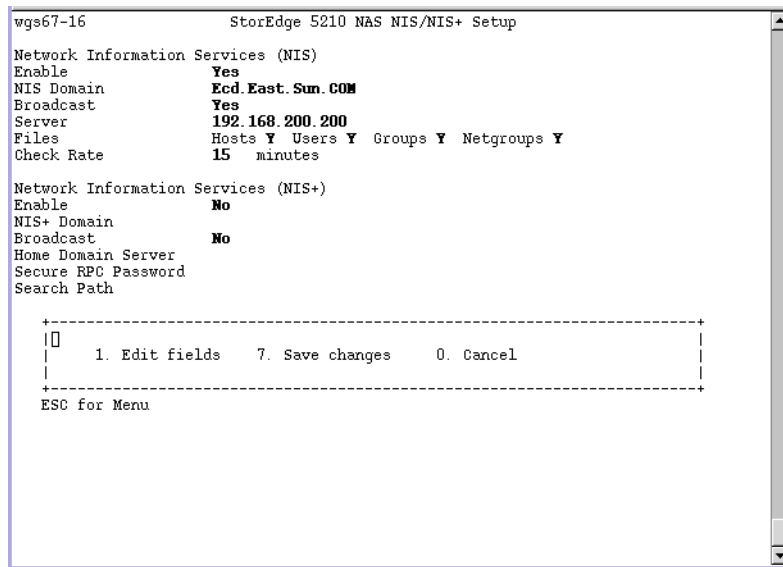 wgs67-16 StorEdge 5210 NAS NIS/NIS+ Setup
Network Information Services (NIS)
Enable Yes
NIS Domain Ecd.East.Sun.COM
Broadcast Yes
Server 192.168.200.200
Files Hosts Y Users Y Groups Y Netgroups Y
Check Rate 15 minutes
Network Information Services (NIS+)
Enable No
NIS+ Domain
Broadcast No
Home Domain Server
Secure RPC Password
Search Path
1. Edit fields 7. Save changes 0. Cancel
ESC for Menu